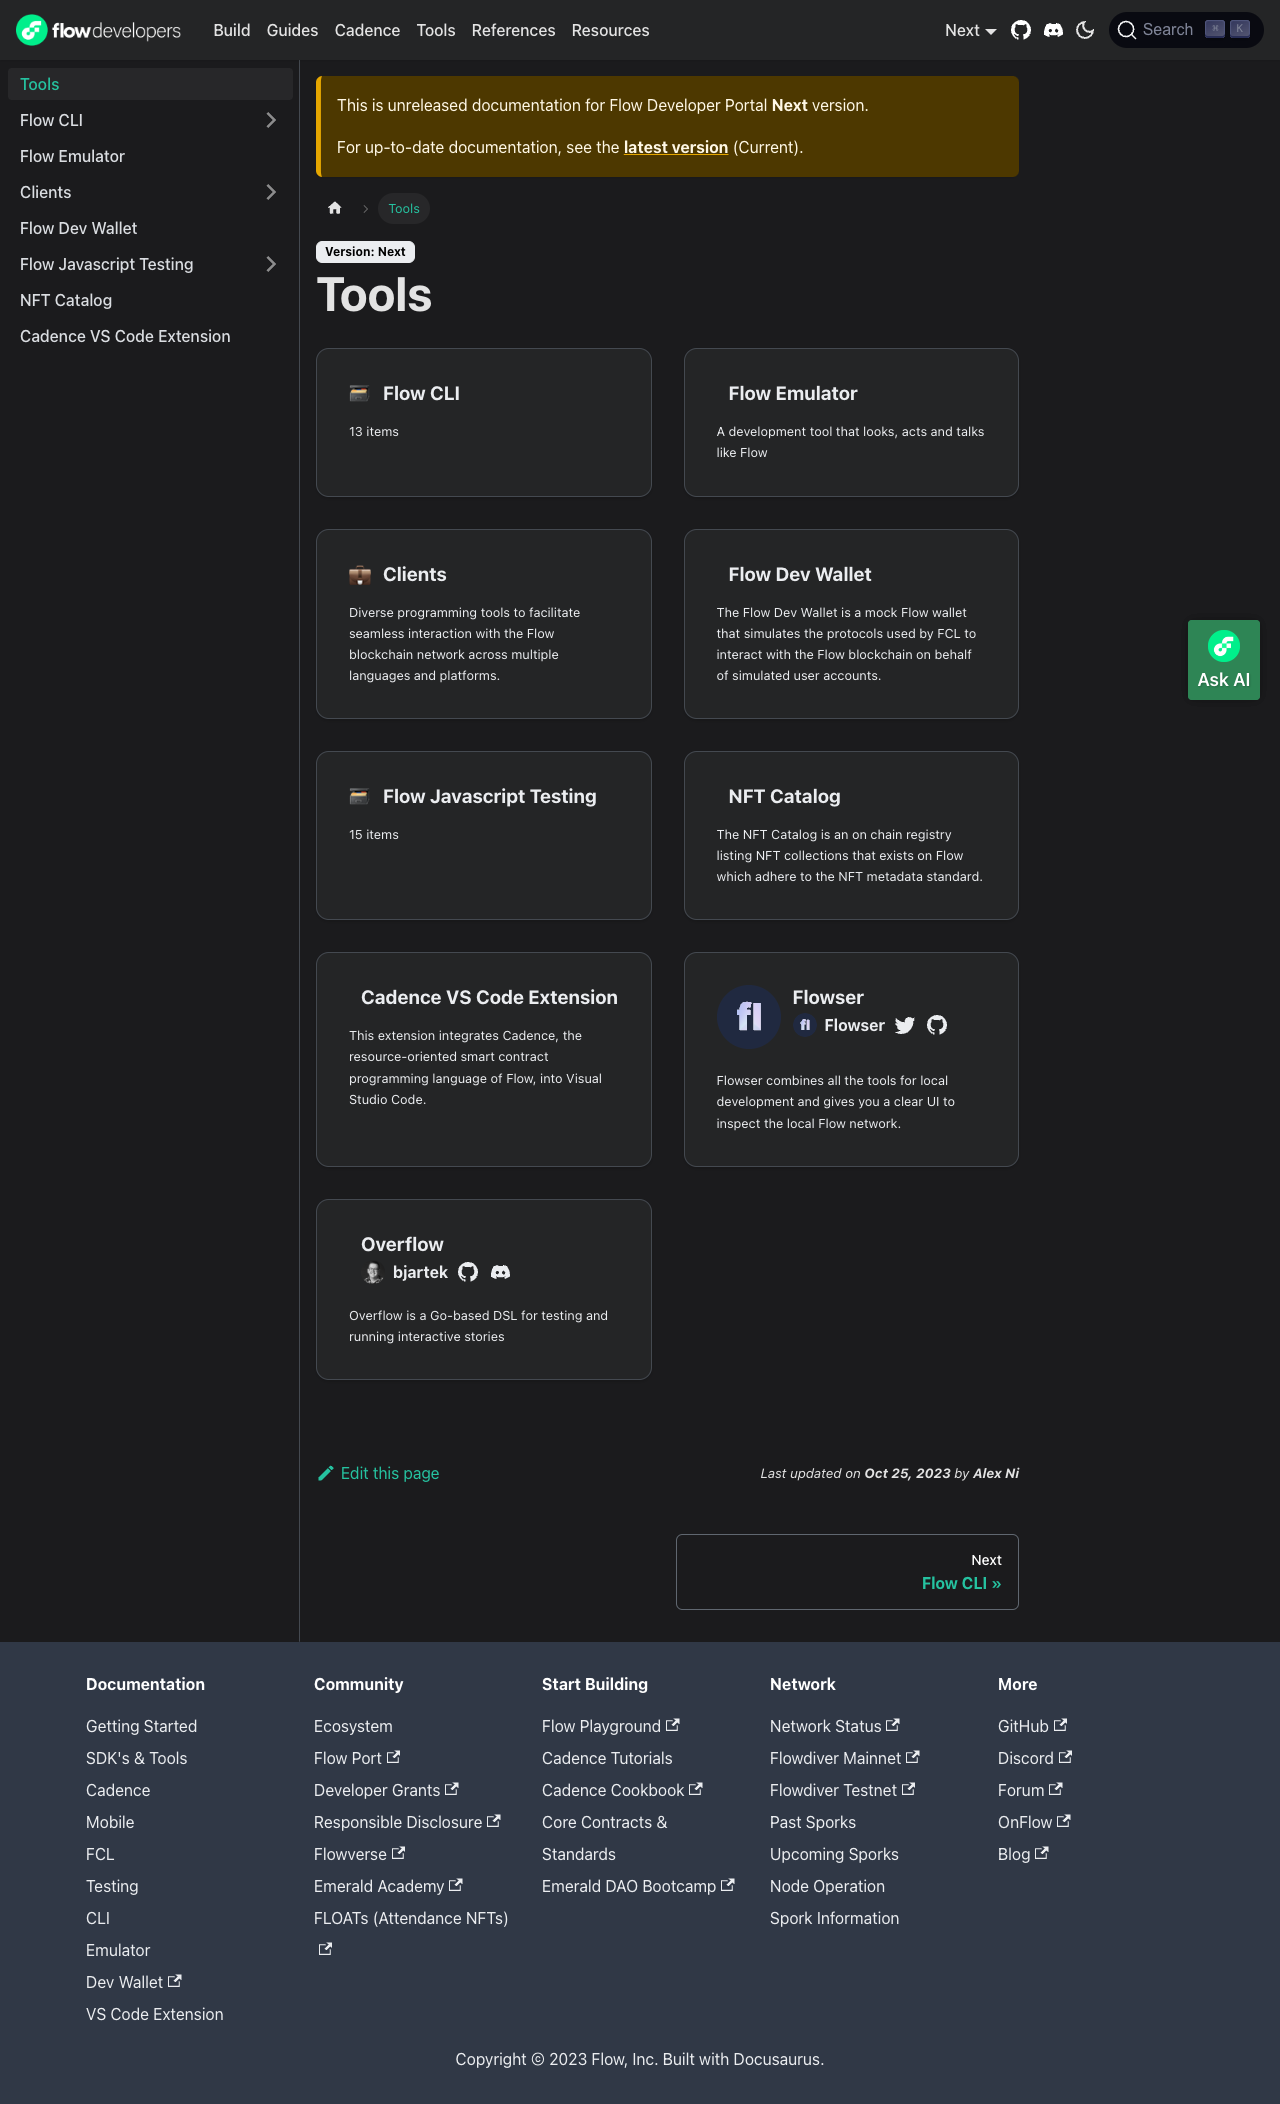 flowdevelopers
Build Guides Cadence Tools References Resources
Next
Search ⌘ K
Tools
Flow CLI
Flow Emulator
Clients
Flow Dev Wallet
Flow Javascript Testing
NFT Catalog
Cadence VS Code Extension
This is unreleased documentation for Flow Developer Portal Next version.
For up-to-date documentation, see the latest version (Current).
Tools
Version: Next
Tools
Flow CLI
13 items
Flow Emulator
A development tool that looks, acts and talks
like Flow
Clients
Diverse programming tools to facilitate
seamless interaction with the Flow
blockchain network across multiple
languages and platforms.
Flow Dev Wallet
The Flow Dev Wallet is a mock Flow wallet
that simulates the protocols used by FCL to
interact with the Flow blockchain on behalf
of simulated user accounts.
Ask AI
Flow Javascript Testing
15 items
NFT Catalog
The NFT Catalog is an on chain registry
listing NFT collections that exists on Flow
which adhere to the NFT metadata standard.
Cadence VS Code Extension
This extension integrates Cadence, the
resource-oriented smart contract
programming language of Flow, into Visual
Studio Code.
fl
Flowser
fl Flowser
Flowser combines all the tools for local
development and gives you a clear UI to
inspect the local Flow network.
Overflow
bjartek
Overflow is a Go-based DSL for testing and
running interactive stories
Edit this page
Last updated on Oct 25, 2023 by Alex Ni
Next
Flow CLI »
Documentation
Getting Started
SDK's & Tools
Cadence
Mobile
FCL
Testing
CLI
Emulator
Dev Wallet
VS Code Extension
Community
Ecosystem
Flow Port
Developer Grants
Responsible Disclosure
Flowverse
Emerald Academy
FLOATs (Attendance NFTs)
Start Building
Flow Playground
Cadence Tutorials
Cadence Cookbook
Core Contracts &
Standards
Emerald DAO Bootcamp
Network
Network Status
Flowdiver Mainnet
Flowdiver Testnet
Past Sporks
Upcoming Sporks
Node Operation
Spork Information
More
GitHub
Discord
Forum
OnFlow
Blog
Copyright © 2023 Flow, Inc. Built with Docusaurus.